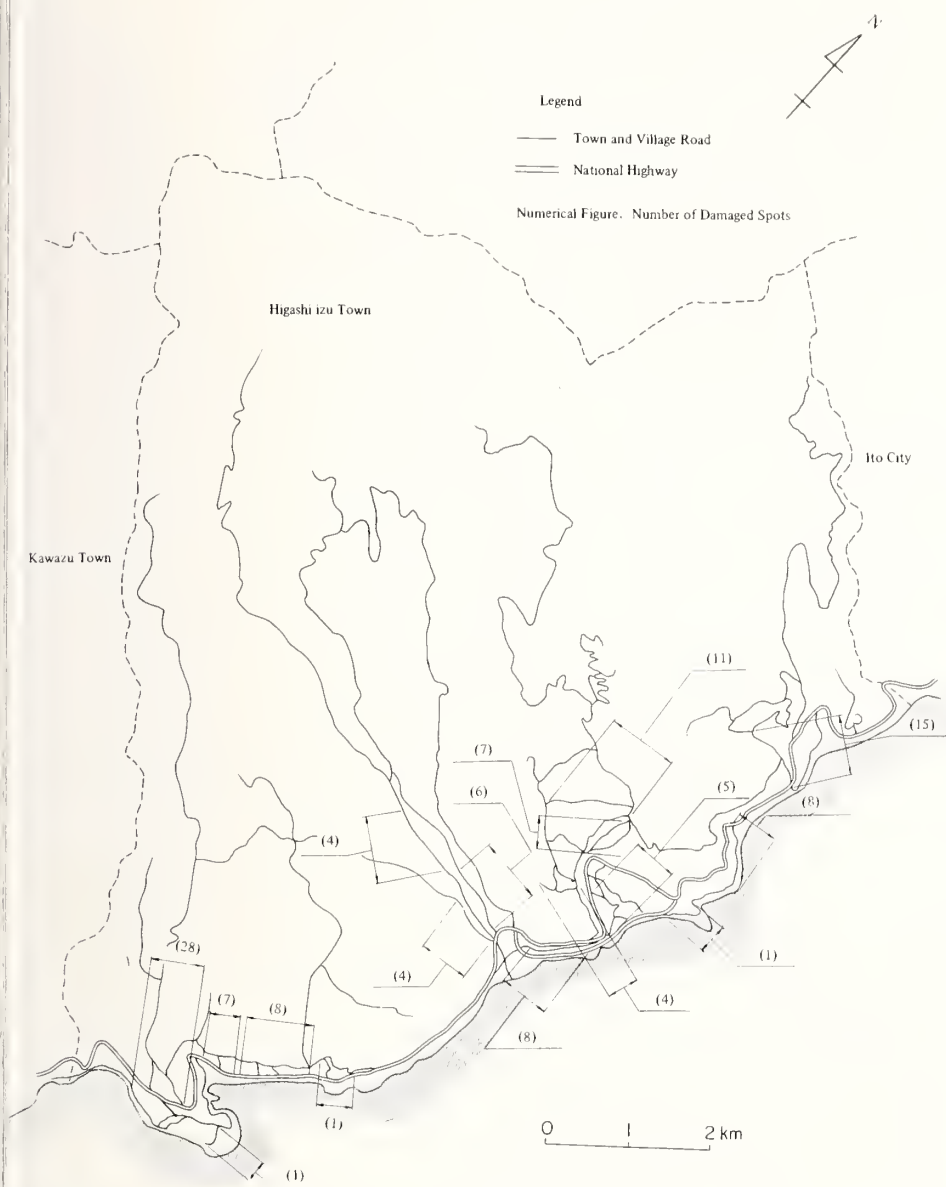 Legend
Town and Village Road
National Highway
Numerical Figure. Number of Damaged Spots
Higashi izu Town
Ito City
Kawazu Town
(11)
(15)
(7)
(6)
(5)
(8)
(4)
(28)
(4)
(1)
(7)
(8)
(4)
(8)
(1)
0 1 2 km
(1)